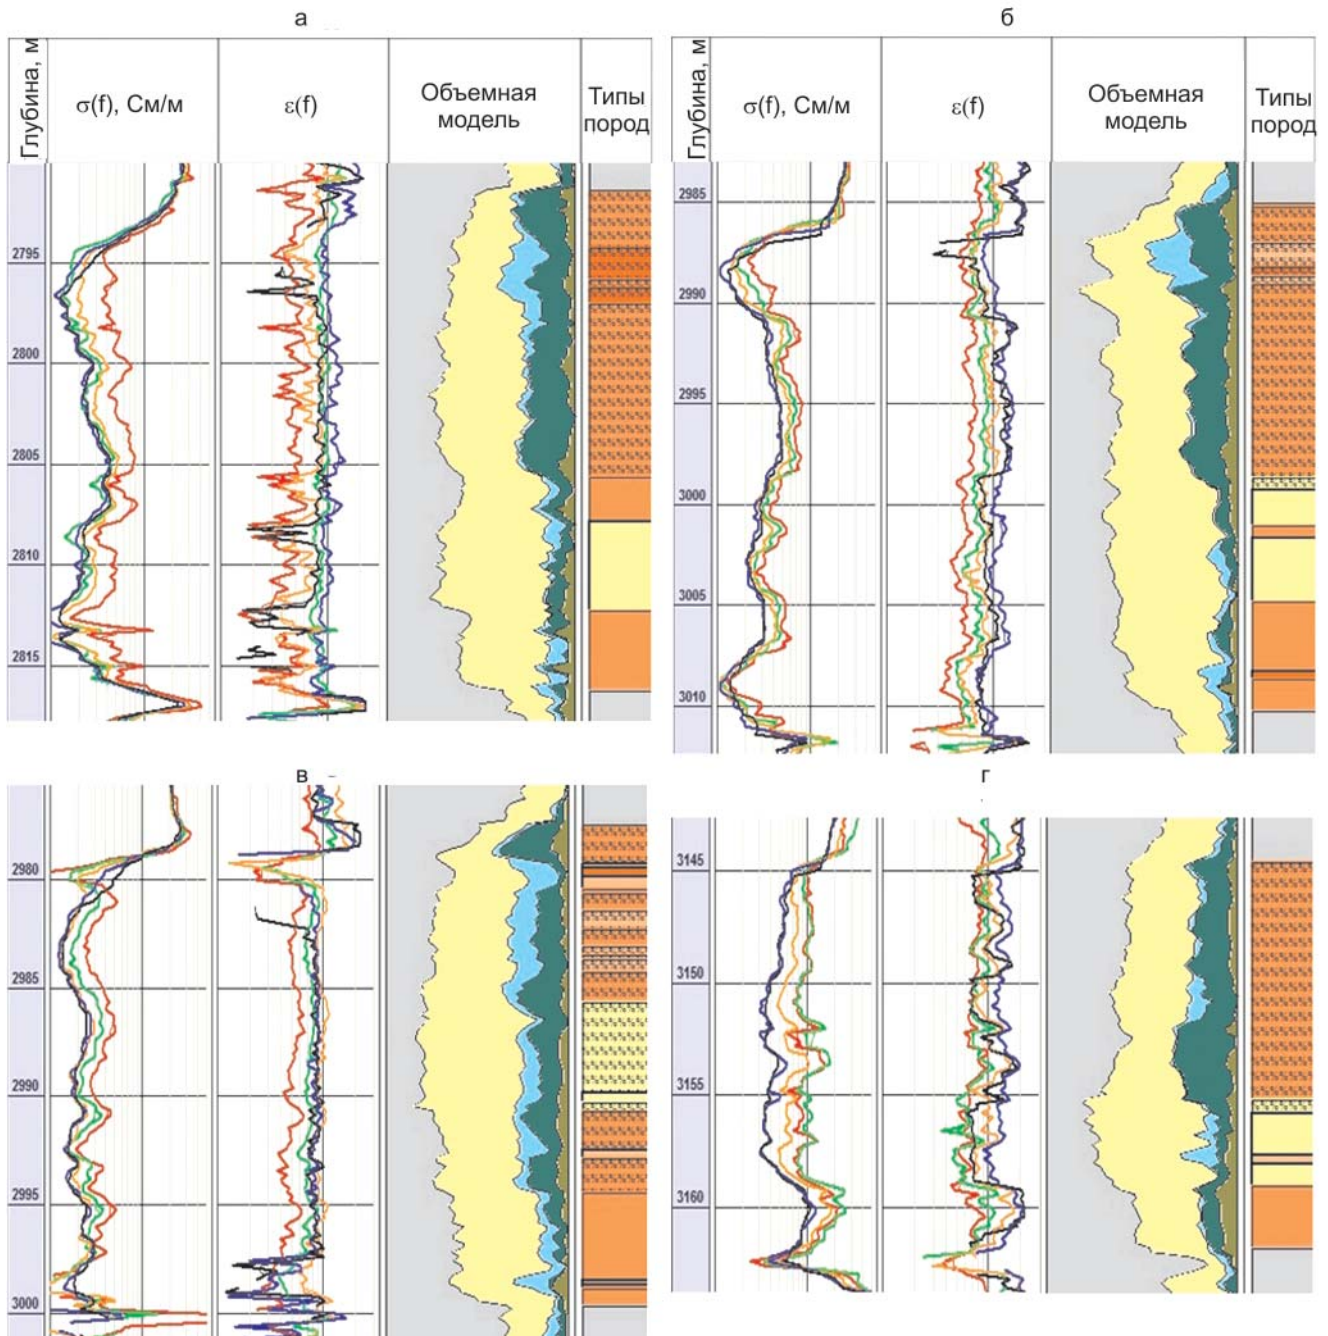 а
Глубина, м
σ(f), См/м
ε(f)
Объемная
модель
Типы
пород
2795
2800
2805
2810
2815
б
Глубина, м
σ(f), См/м
ε(f)
Объемная
модель
Типы
пород
2985
2990
2995
3000
3005
3010
в
2980
2985
2990
2995
3000
г
3145
3150
3155
3160